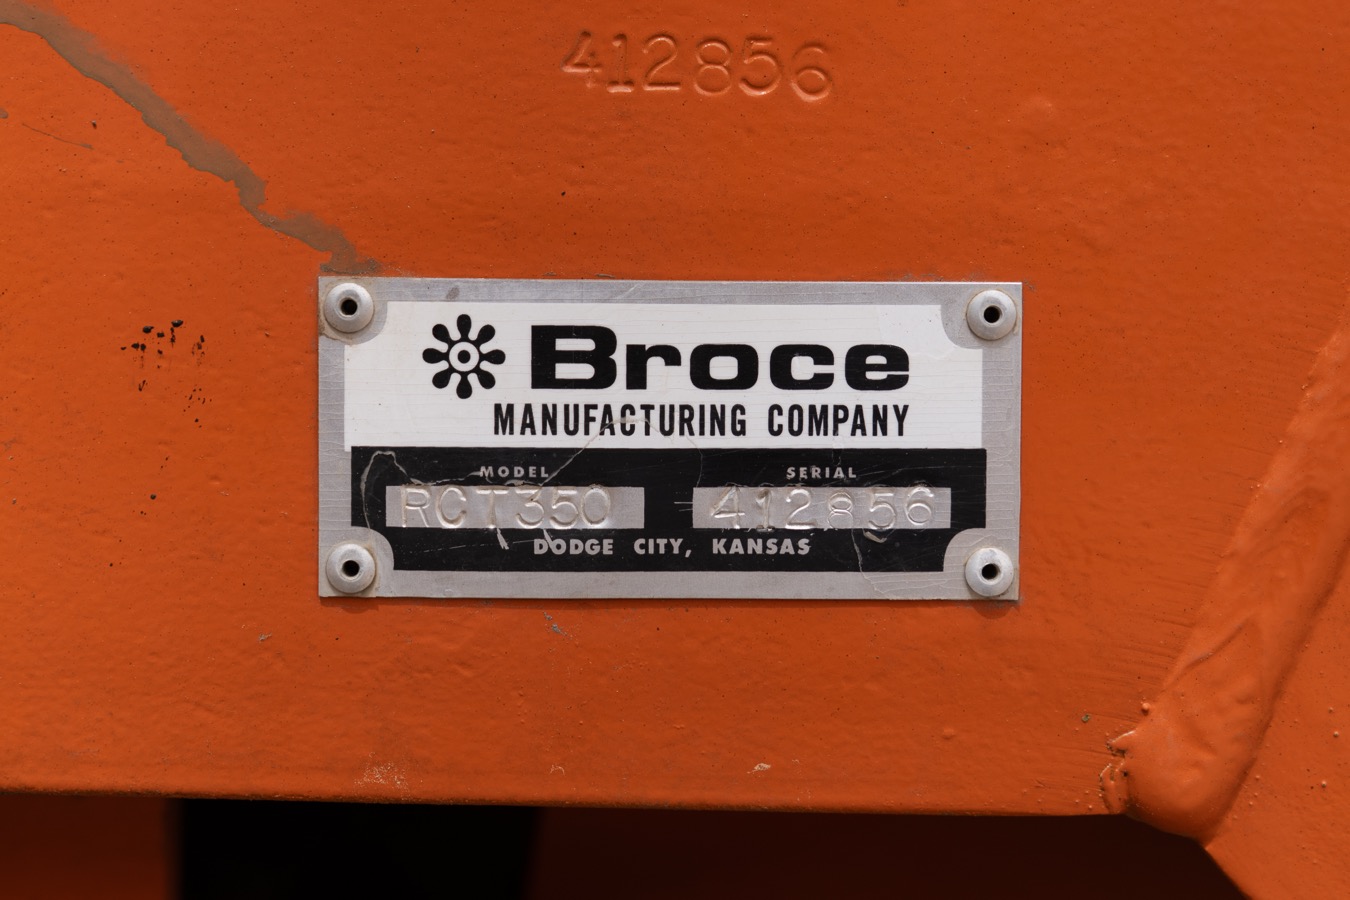 412856
Broce
MANUFACTURING COMPANY
MODEL SERIAL
RCT350 412856
DODGE CITY, KANSAS